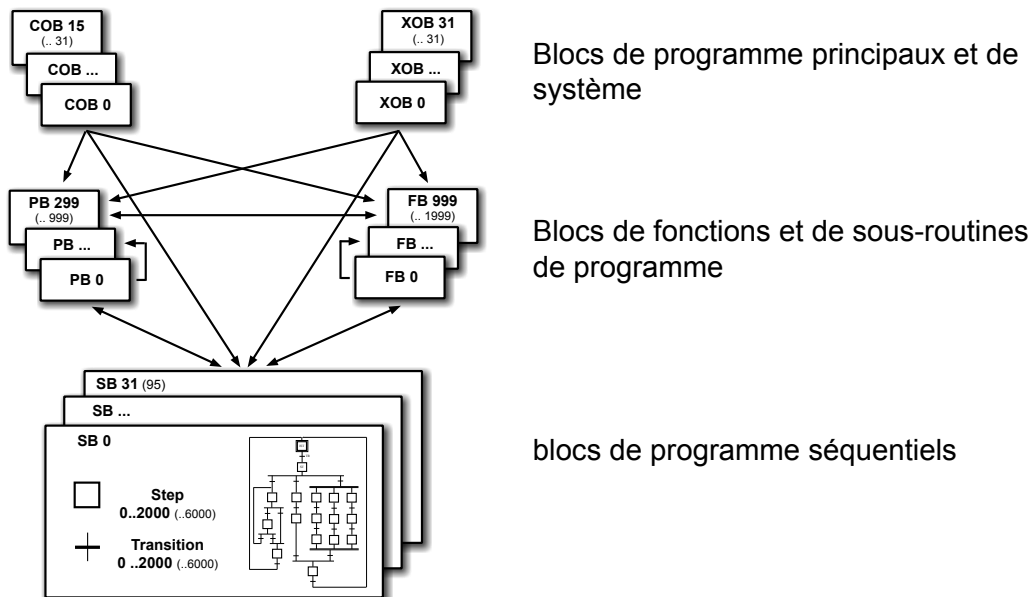 COB 15
(.. 31)
COB ...
COB 0
XOB 31
(.. 31)
XOB ...
XOB 0
Blocs de programme principaux et de
système
PB 299
(.. 999)
PB ...
PB 0
FB 999
(.. 1999)
FB ...
FB 0
Blocs de fonctions et de sous-routines
de programme
SB 31 (95)
SB ...
SB 0
Step
0..2000 (..6000)
Transition
0 ..2000 (..6000)
blocs de programme séquentiels